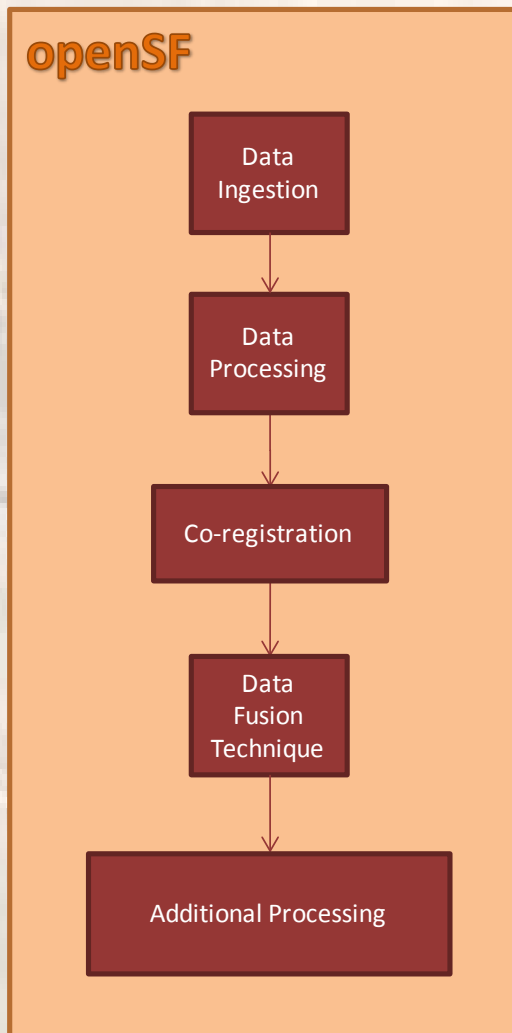 openSF
Data
Ingestion
Data
Processing
Co-registration
Data
Fusion
Technique
Additional Processing